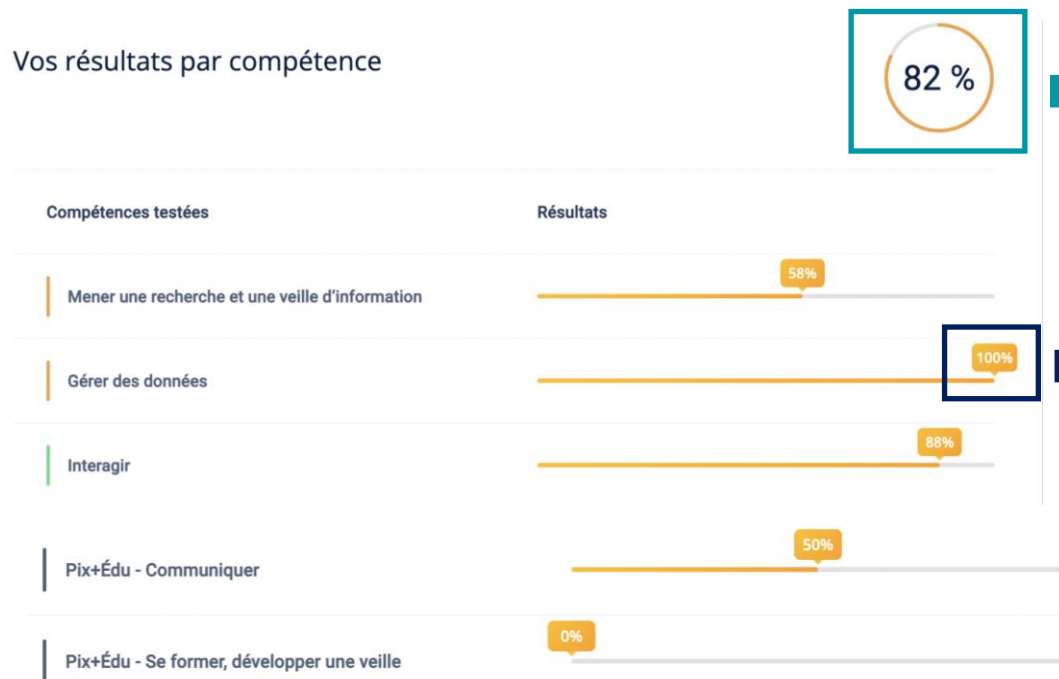 Vos résultats par compétence
82 %
Compétences testées
Résultats
Mener une recherche et une veille d’information
58%
Gérer des données
100%
Interagir
88%
Pix+Édu - Communiquer
50%
Pix+Édu - Se former, développer une veille
0%